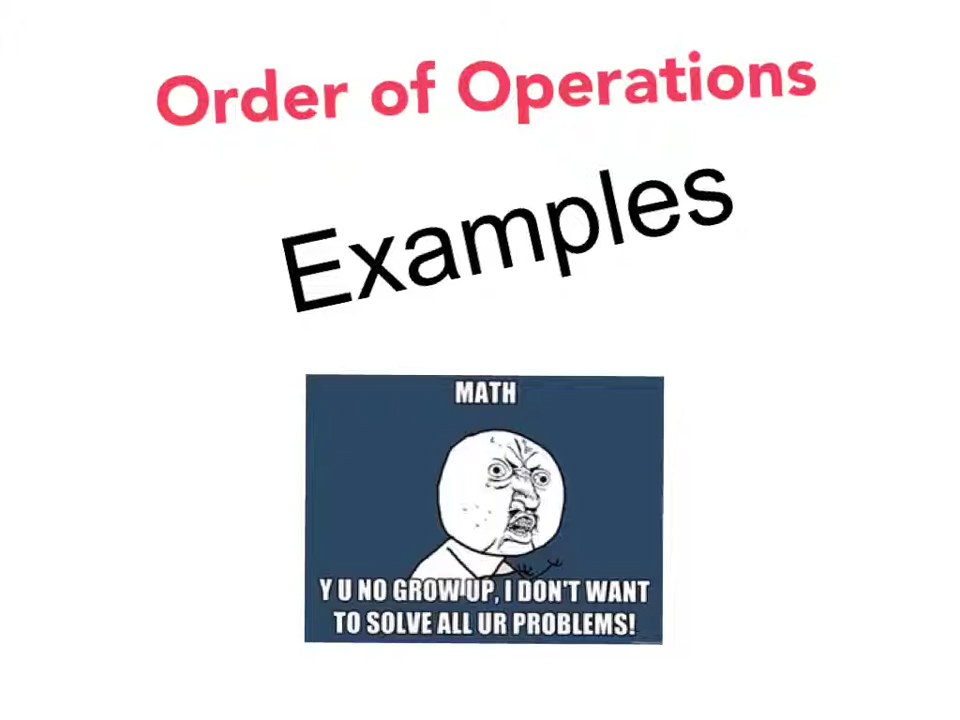 Order of Operations
Examples
MATH
Y U NO GROW UP, I DON'T WANT
TO SOLVE ALL UR PROBLEMS!